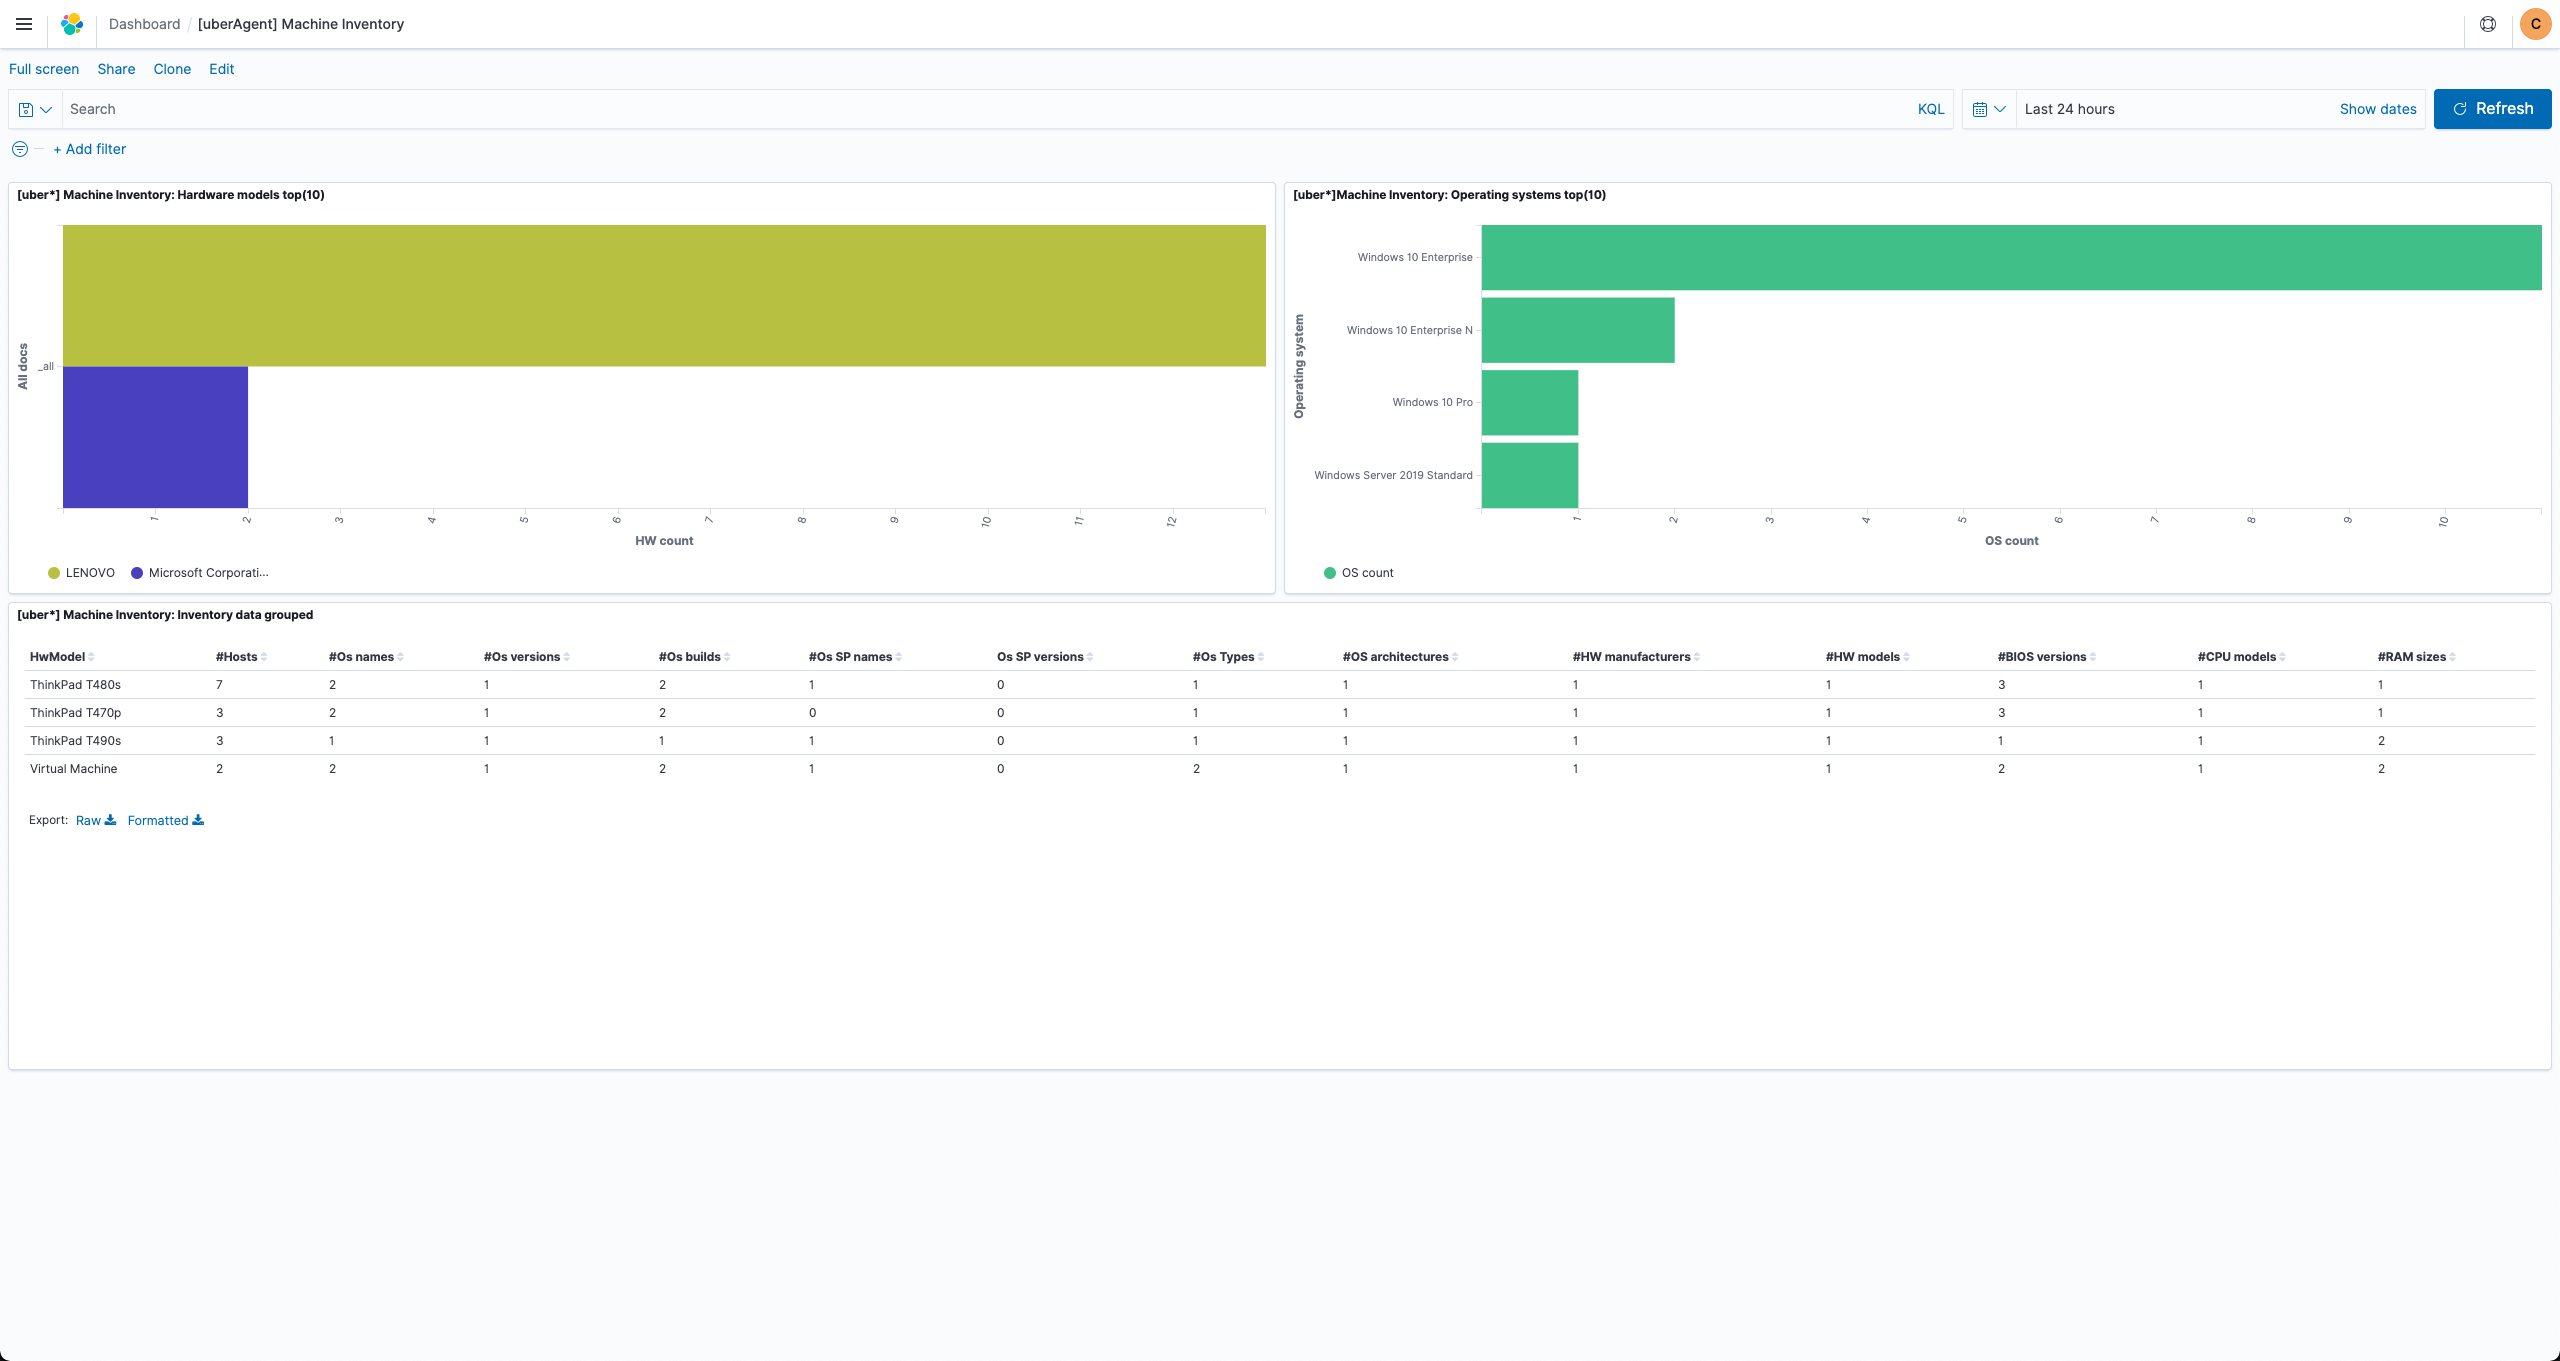 Dashboard / [uberAgent] Machine Inventory
C
Full screen Share Clone Edit
Search KQL Last 24 hours Show dates Refresh
+ Add filter
[uber*] Machine Inventory: Hardware models top(10)
All docs
_all
1 2 3 4 5 6 7 8 9 10 11 12
HW count
LENOVO Microsoft Corporati...
[uber*]Machine Inventory: Operating systems top(10)
Operating system
Windows 10 Enterprise
Windows 10 Enterprise N
Windows 10 Pro
Windows Server 2019 Standard
1 2 3 4 5 6 7 8 9 10
OS count
OS count
[uber*] Machine Inventory: Inventory data grouped
HwModel #Hosts #Os names #Os versions #Os builds #Os SP names Os SP versions #Os Types #OS architectures #HW manufacturers #HW models #BIOS versions #CPU models #RAM sizes
ThinkPad T480s 7 2 1 2 1 0 1 1 1 1 3 1 1
ThinkPad T470p 3 2 1 2 0 0 1 1 1 1 3 1 1
ThinkPad T490s 3 1 1 1 1 0 1 1 1 1 1 1 2
Virtual Machine 2 2 1 2 1 0 2 1 1 1 2 1 2
Export: Raw Formatted